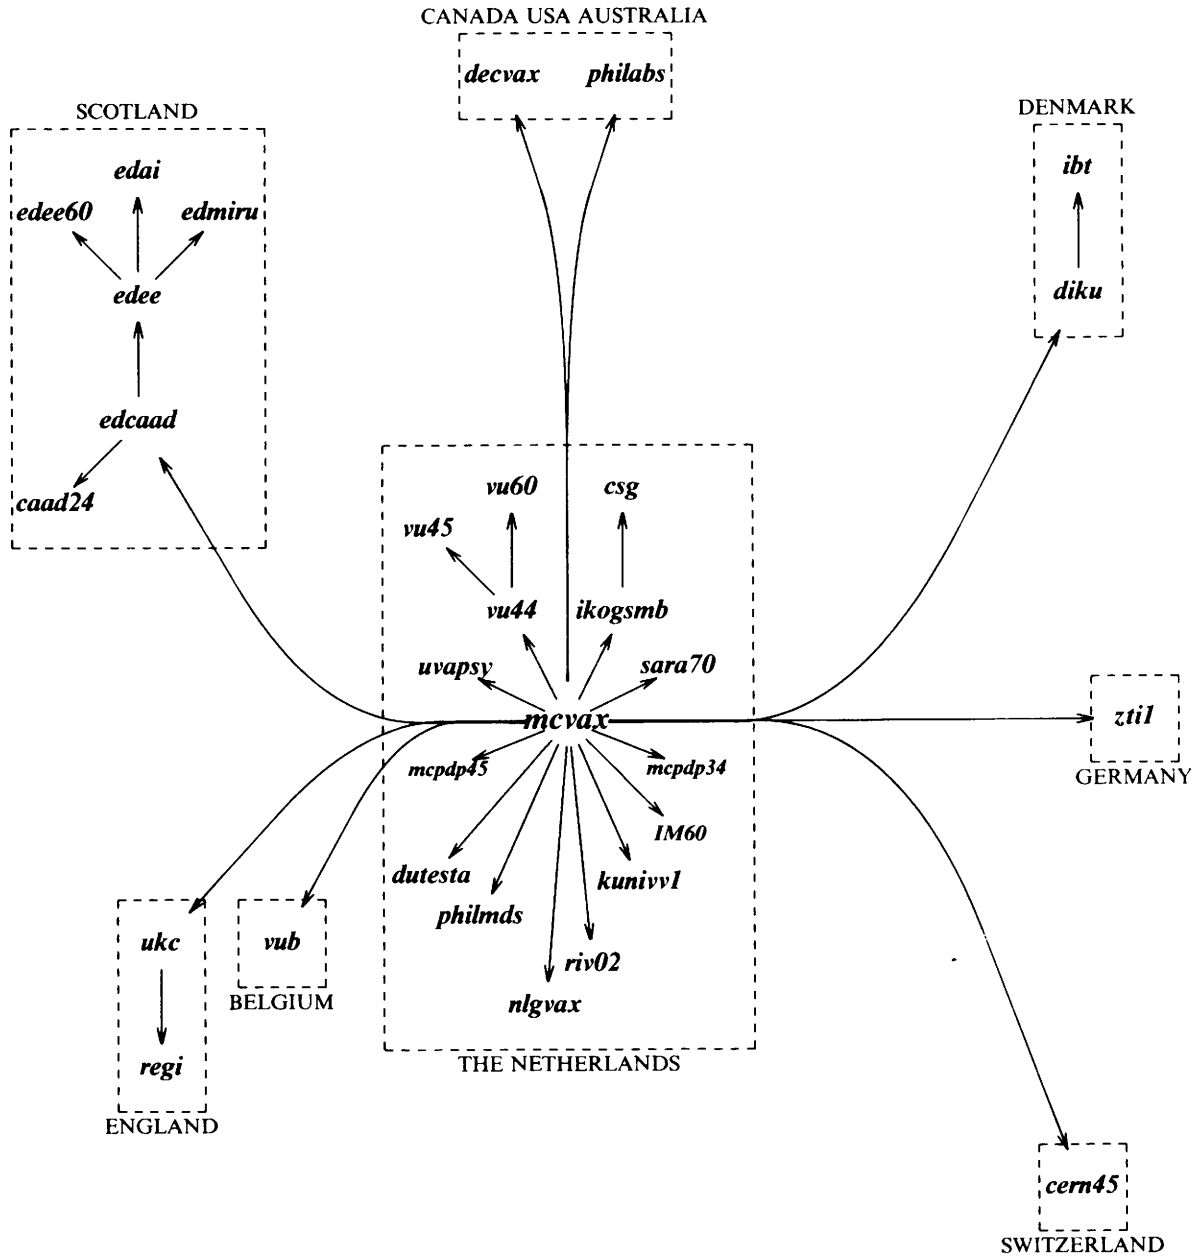 CANADA USA AUSTRALIA
decvax philabs
SCOTLAND
edai
edee60 edmiru
edee
edcaad
caad24
DENMARK
ibt
diku
vu60 csg
vu45
vu44 ikogsmb
uvapsy sara70
mcvax
mcpdp45 mcpdp34
IM60
dutesta kunivv1
philmds
riv02
nlgvax
THE NETHERLANDS
zti1
GERMANY
ukc
regi
ENGLAND
vub
BELGIUM
cern45
SWITZERLAND